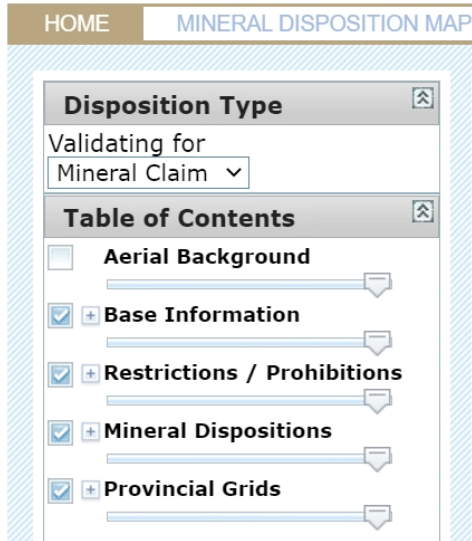 HOME MINERAL DISPOSITION MAP
Disposition Type
Validating for
Mineral Claim
Table of Contents
Aerial Background
Base Information
Restrictions / Prohibitions
Mineral Dispositions
Provincial Grids